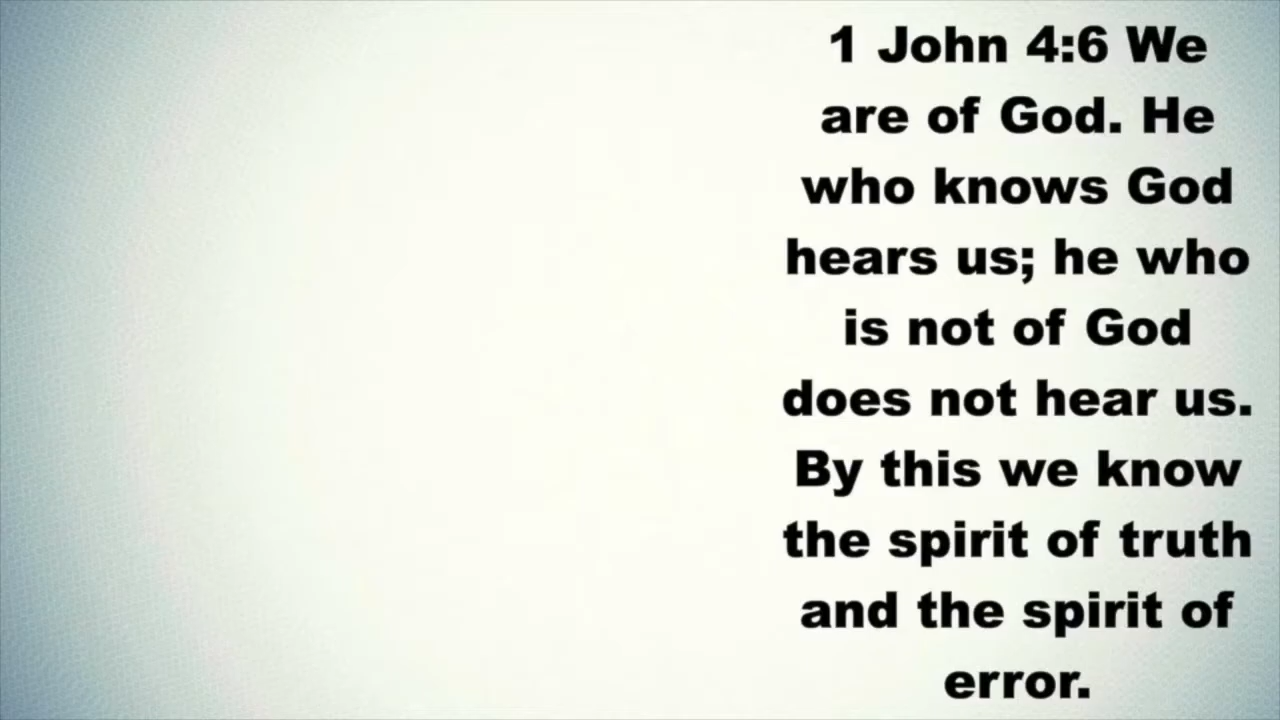 1 John 4:6 We
are of God. He
who knows God
hears us; he who
is not of God
does not hear us.
By this we know
the spirit of truth
and the spirit of
error.